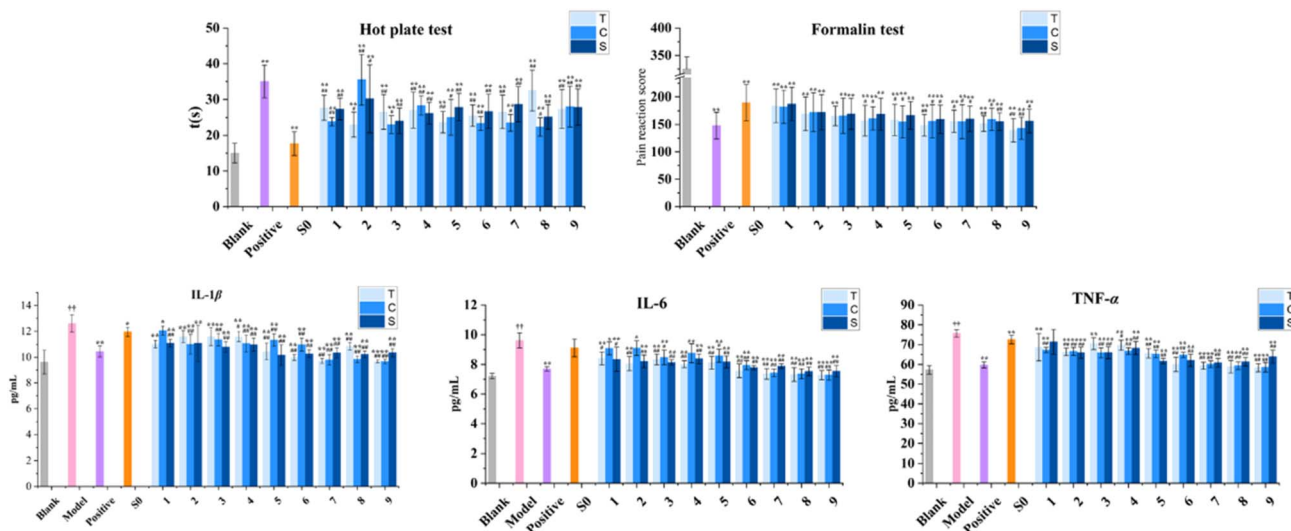 Hot plate test
T
C
S
50
40
30
20
10
0
t(s)
Blank
Positive
S0
1
2
3
4
5
6
7
8
9
Formalin test
T
C
S
350
300
200
150
100
50
0
Pain reaction score
Blank
Positive
S0
1
2
3
4
5
6
7
8
9
IL-1β
T
C
S
14
12
10
8
6
4
2
0
pg/mL
Blank
Model
Positive
S0
1
2
3
4
5
6
7
8
9
IL-6
T
C
S
12
10
8
6
4
2
0
pg/mL
Blank
Model
Positive
S0
1
2
3
4
5
6
7
8
9
TNF-α
T
C
S
90
80
70
60
50
40
30
20
10
0
pg/mL
Blank
Model
Positive
S0
1
2
3
4
5
6
7
8
9